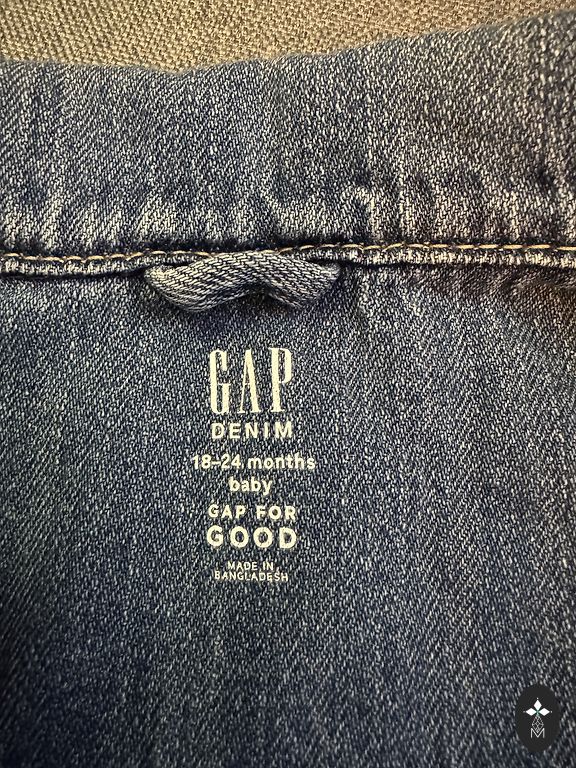 GAP
DENIM
18–24 months
baby
GAP FOR
GOOD
MADE IN
BANGLADESH
M